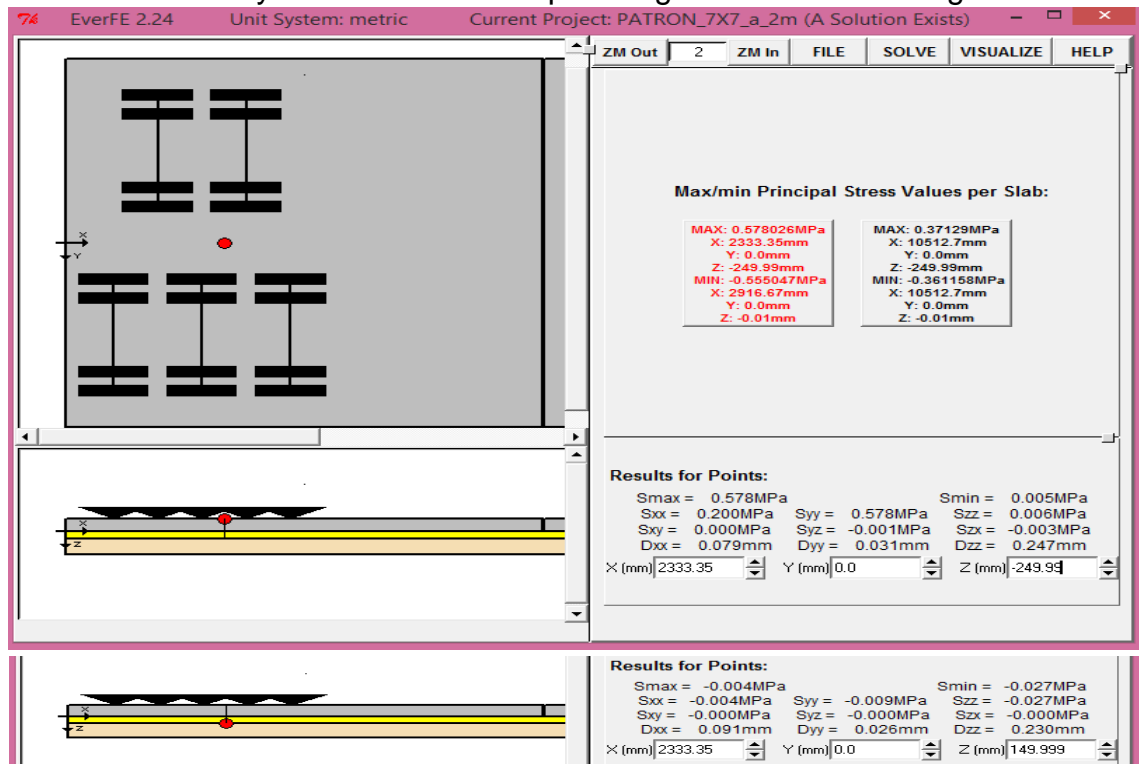 EverFE 2.24 Unit System: metric Current Project: PATRON_7X7_a_2m (A Solution Exists)
ZM Out 2 ZM In FILE SOLVE VISUALIZE HELP
X
Y
Max/min Principal Stress Values per Slab:
MAX: 0.578026MPa
X: 2333.35mm
Y: 0.0mm
Z: -249.99mm
MIN: -0.555047MPa
X: 2916.67mm
Y: 0.0mm
Z: -0.01mm
MAX: 0.37129MPa
X: 10512.7mm
Y: 0.0mm
Z: -249.99mm
MIN: -0.361158MPa
X: 10512.7mm
Y: 0.0mm
Z: -0.01mm
X
Z
Results for Points:
Smax = 0.578MPa Smin = 0.005MPa
Sxx = 0.200MPa Syy = 0.578MPa Szz = 0.006MPa
Sxy = 0.000MPa Syz = -0.001MPa Szx = -0.003MPa
Dxx = 0.079mm Dyy = 0.031mm Dzz = 0.247mm
X (mm) 2333.35 Y (mm) 0.0 Z (mm) -249.99
X
Z
Results for Points:
Smax = -0.004MPa Smin = -0.027MPa
Sxx = -0.004MPa Syy = -0.009MPa Szz = -0.027MPa
Sxy = -0.000MPa Syz = -0.000MPa Szx = -0.000MPa
Dxx = 0.091mm Dyy = 0.026mm Dzz = 0.230mm
X (mm) 2333.35 Y (mm) 0.0 Z (mm) 149.999